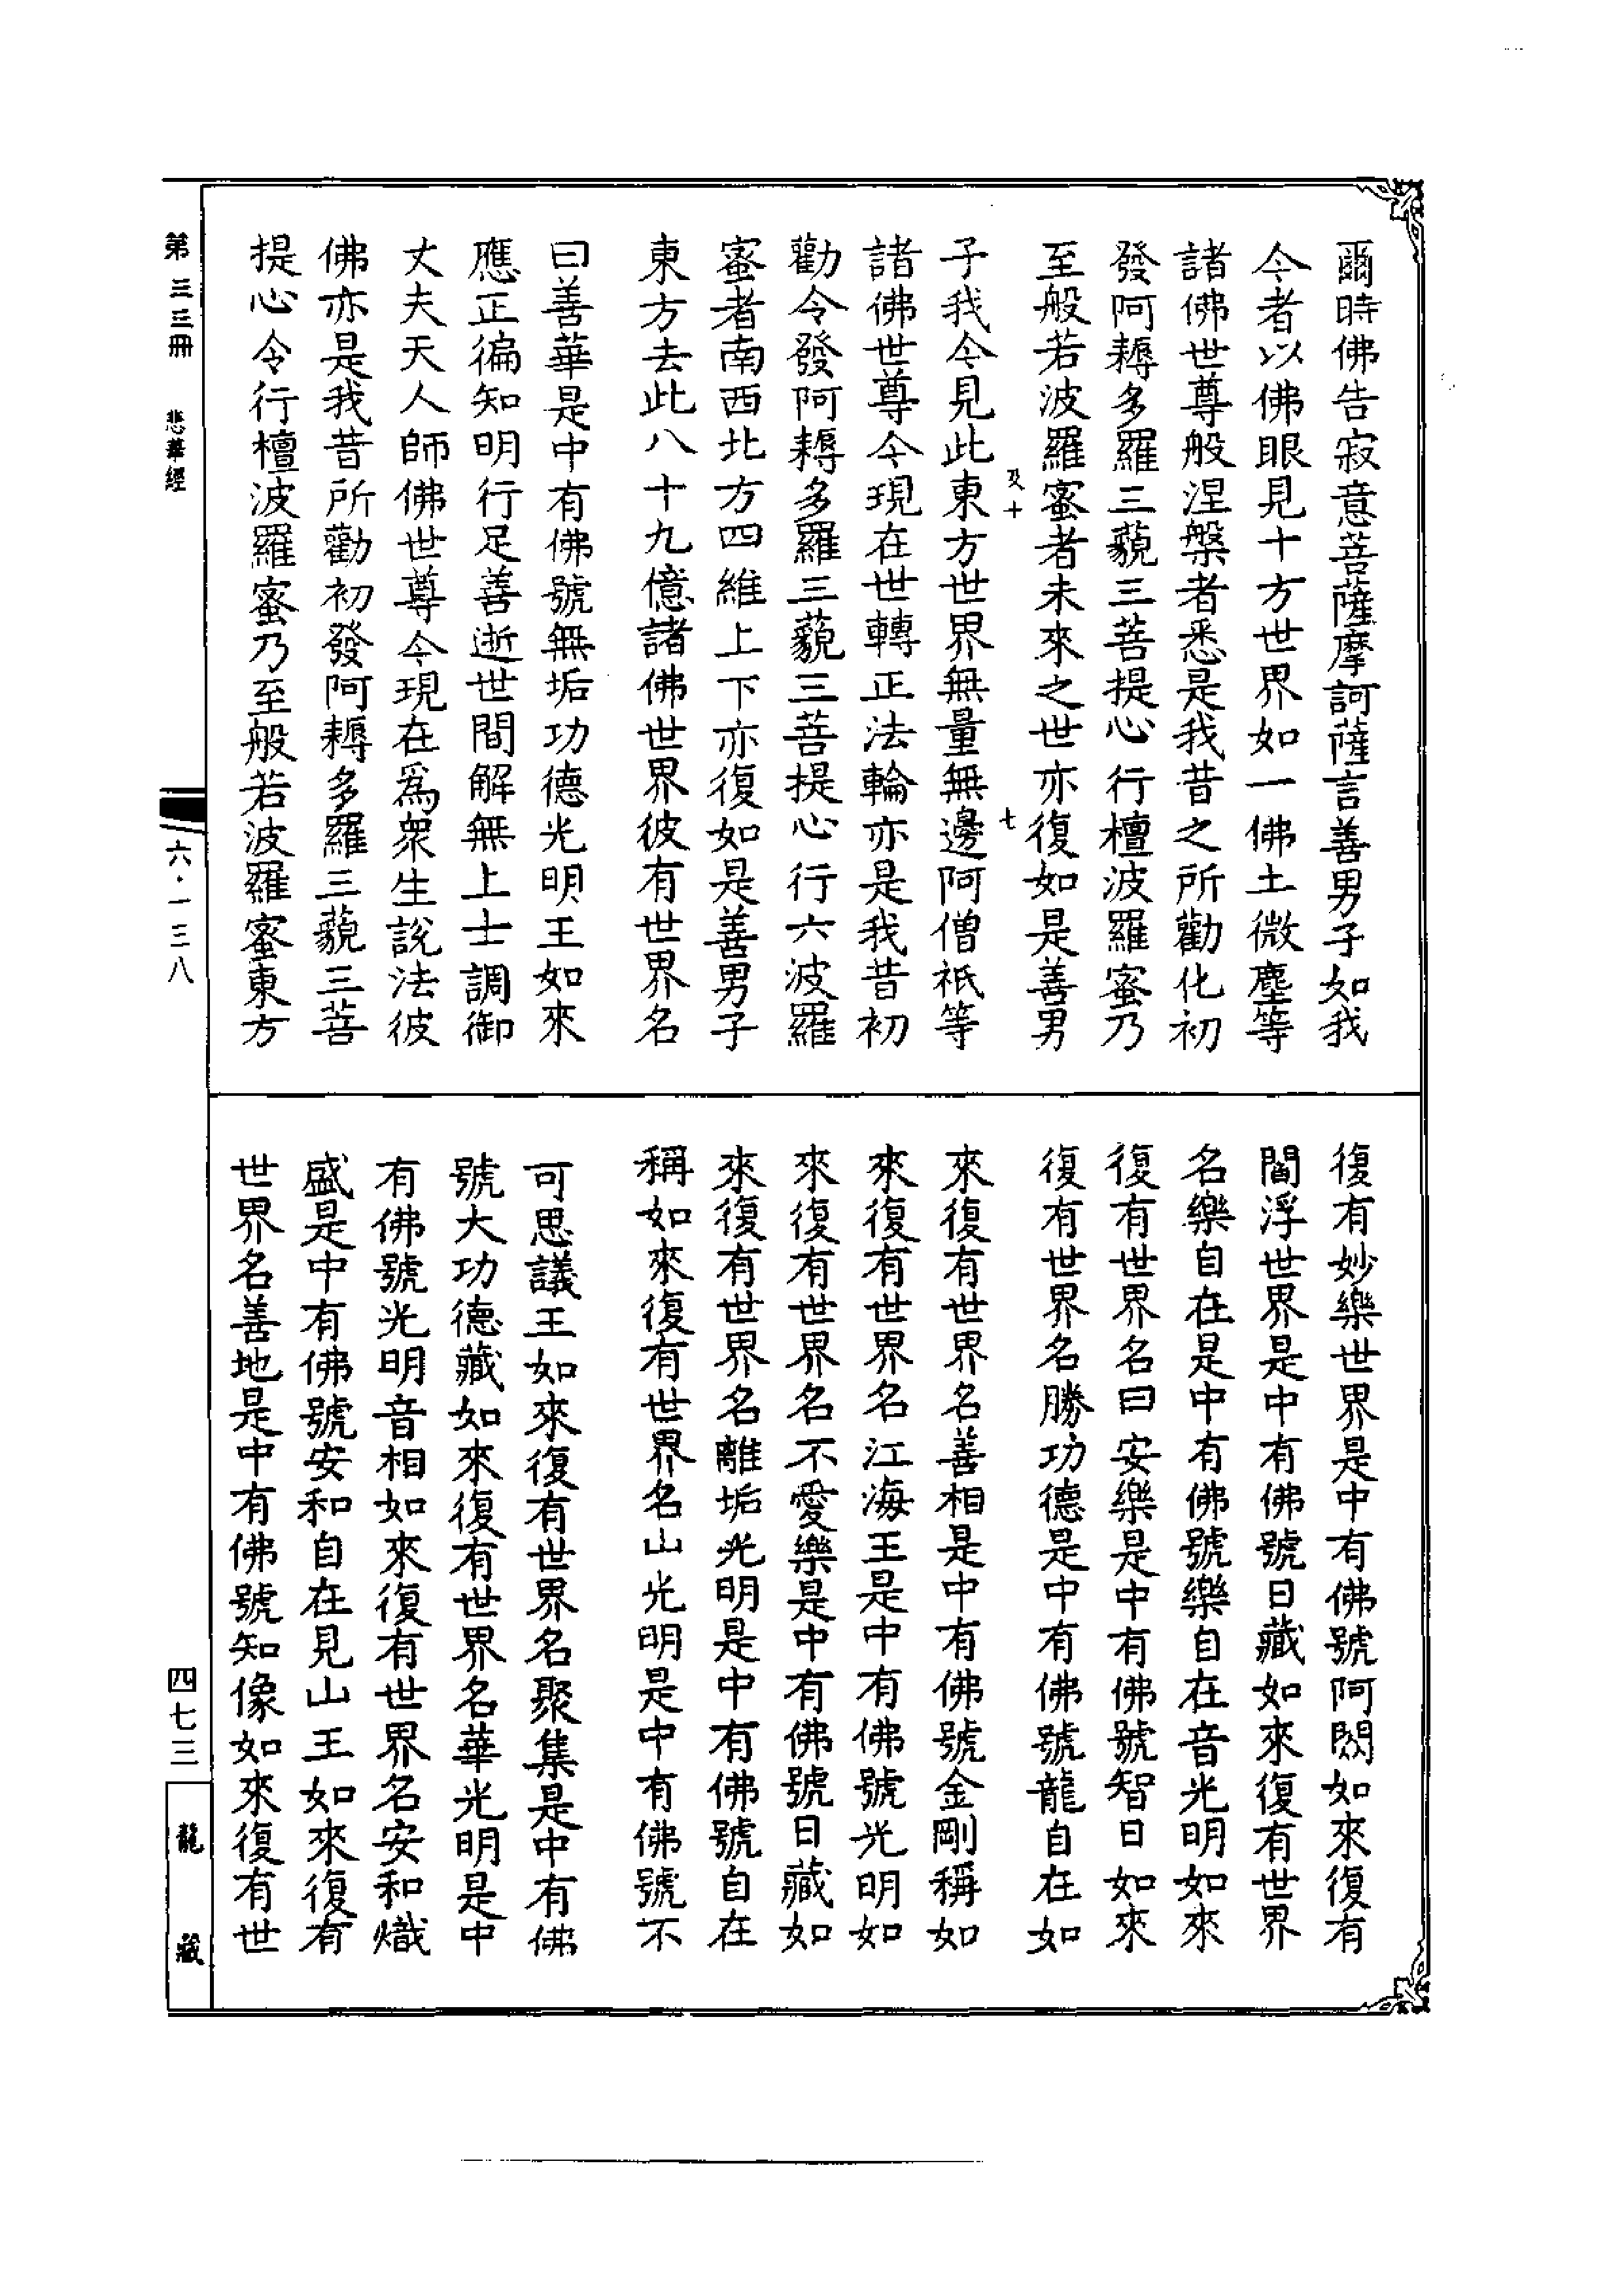 爾時佛告寂意菩薩摩訶薩言善男子如我
今者以佛眼見十方世界如一佛土微塵等
諸佛世尊般涅槃者悉是我昔之所勸化初
發阿耨多羅三藐三菩提心行檀波羅蜜乃
至般若波羅蜜者未來之世亦復如是善男
及十 七
子我今見此東方世界無量無邊阿僧祇等
諸佛世尊今現在世轉正法輪亦是我昔初
勸令發阿耨多羅三藐三菩提心行六波羅
蜜者南西北方四維上下亦復如是善男子
東方去此八十九億諸佛世界彼有世界名
曰善華是中有佛號無垢功德光明王如來
應正徧知明行足善逝世間解無上士調御
丈夫天人師佛世尊今現在爲衆生說法彼
佛亦是我昔所勸初發阿耨多羅三藐三菩
提心令行檀波羅蜜乃至般若波羅蜜東方
復有妙樂世界是中有佛號阿閦如來復有
閻浮世界是中有佛號日藏如來復有世界
名樂自在是中有佛號樂自在音光明如來
復有世界名曰安樂是中有佛號智日如來
復有世界名勝功德是中有佛號龍自在如
來復有世界名善相是中有佛號金剛稱如
來復有世界名江海王是中有佛號光明如
來復有世界名不愛樂是中有佛號日藏如
來復有世界名離垢光明是中有佛號自在
稱如來復有世界名山光明是中有佛號不
可思議王如來復有世界名聚集是中有佛
號大功德藏如來復有世界名華光明是中
有佛號光明音相如來復有世界名安和熾
盛是中有佛號安和自在見山王如來復有
世界名善地是中有佛號知像如來復有世
第三三冊 悲華經
六·一三八
四七三
龍藏